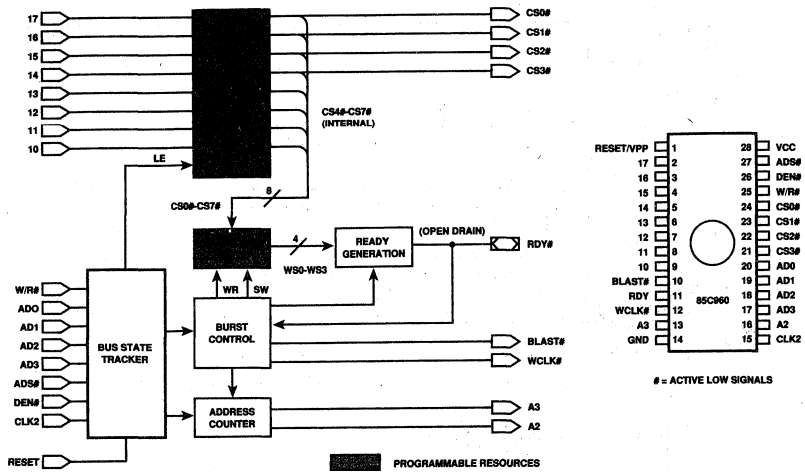 17
16
15
14
13
12
11
10
CS0#
CS1#
CS2#
CS3#
CS4#-CS7#
(INTERNAL)
LE
8
CS0#-CS7#
4
WS0-WS3
READY
GENERATION
(OPEN DRAIN)
RDY#
WR
SW
W/R#
ADO
AD1
AD2
AD3
ADS#
DEN#
CLK2
RESET
BUS STATE
TRACKER
BURST
CONTROL
BLAST#
WCLK#
ADDRESS
COUNTER
A3
A2
PROGRAMMABLE RESOURCES
RESET/VPP 1 28 VCC
17 2 27 ADS#
16 3 26 DEN#
15 4 25 W/R#
14 5 24 CS0#
13 6 23 CS1#
12 7 22 CS2#
11 8 21 CS3#
10 9 20 AD0
BLAST# 10 19 AD1
RDY 11 18 AD2
WCLK# 12 17 AD3
A3 13 16 A2
GND 14 15 CLK2
85C960
# = ACTIVE LOW SIGNALS